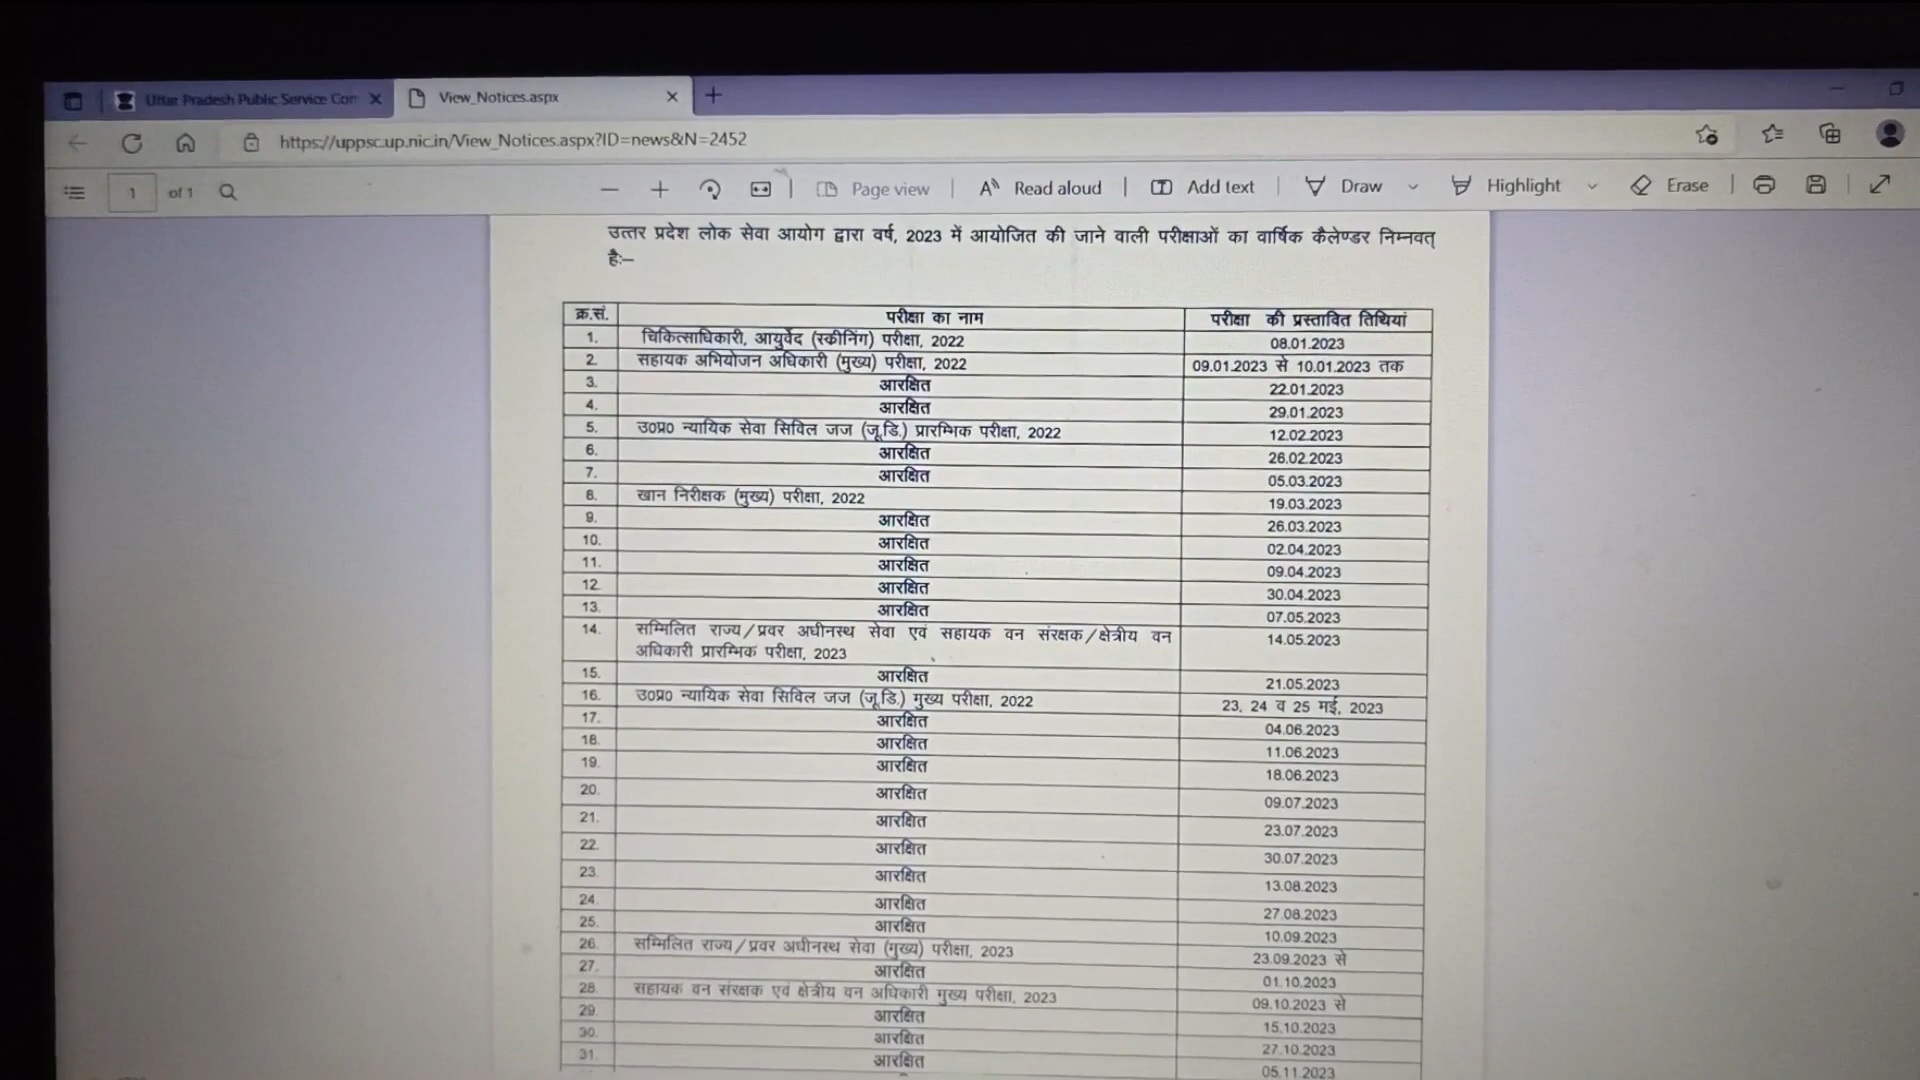 Uttar Pradesh Public Service Com
View_Notices.aspx
https://uppsc.up.nic.in/View_Notices.aspx?ID=news&N=2452
1 of 1 Page view Read aloud Add text Draw Highlight Erase
उत्तर प्रदेश लोक सेवा आयोग द्वारा वर्ष, 2023 में आयोजित की जाने वाली परीक्षाओं का वार्षिक कैलेण्डर निम्नवत्
है:–
क्र.सं. परीक्षा का नाम परीक्षा की प्रस्तावित तिथियां
1. चिकित्साधिकारी, आयुर्वेद (स्कीनिंग) परीक्षा, 2022 08.01.2023
2. सहायक अभियोजन अधिकारी (मुख्य) परीक्षा, 2022 09.01.2023 से 10.01.2023 तक
3. आरक्षित 22.01.2023
4. आरक्षित 29.01.2023
5. उ0प्र0 न्यायिक सेवा सिविल जज (जू.डि.) प्रारम्भिक परीक्षा, 2022 12.02.2023
6. आरक्षित 26.02.2023
7. आरक्षित 05.03.2023
8. खान निरीक्षक (मुख्य) परीक्षा, 2022 19.03.2023
9. आरक्षित 26.03.2023
10. आरक्षित 02.04.2023
11. आरक्षित 09.04.2023
12. आरक्षित 30.04.2023
13. आरक्षित 07.05.2023
14. सम्मिलित राज्य/प्रवर अधीनस्थ सेवा एवं सहायक वन संरक्षक/क्षेत्रीय वन 14.05.2023
अधिकारी प्रारम्भिक परीक्षा, 2023
15. आरक्षित 21.05.2023
16. उ0प्र0 न्यायिक सेवा सिविल जज (जू.डि.) मुख्य परीक्षा, 2022 23, 24 व 25 मई, 2023
17. आरक्षित 04.06.2023
18. आरक्षित 11.06.2023
19. आरक्षित 18.06.2023
20. आरक्षित 09.07.2023
21. आरक्षित 23.07.2023
22. आरक्षित 30.07.2023
23. आरक्षित 13.08.2023
24. आरक्षित 27.08.2023
25. आरक्षित 10.09.2023
26. सम्मिलित राज्य/प्रवर अधीनस्थ सेवा (मुख्य) परीक्षा, 2023 23.09.2023 से
27. आरक्षित 01.10.2023
28. सहायक वन संरक्षक एवं क्षेत्रीय वन अधिकारी मुख्य परीक्षा, 2023 09.10.2023 से
29. आरक्षित 15.10.2023
30. आरक्षित 27.10.2023
31. आरक्षित 05.11.2023